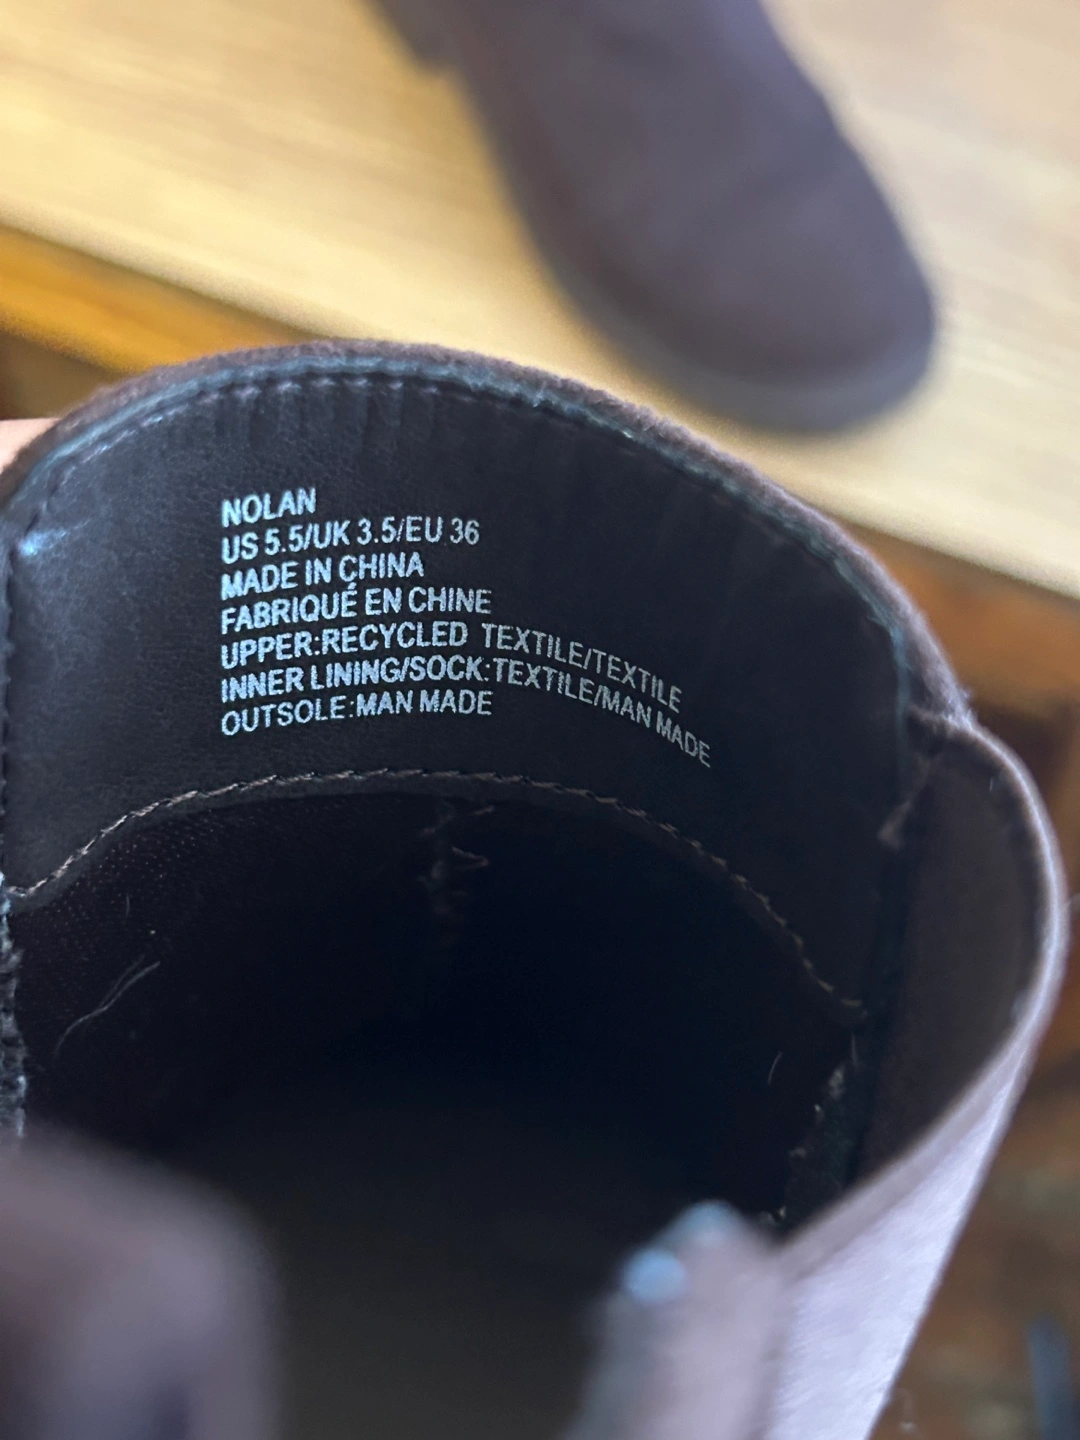 NOLAN
US 5.5/UK 3.5/EU 36
MADE IN CHINA
FABRIQUÉ EN CHINE
UPPER:RECYCLED TEXTILE/TEXTILE
INNER LINING/SOCK:TEXTILE/MAN MADE
OUTSOLE:MAN MADE